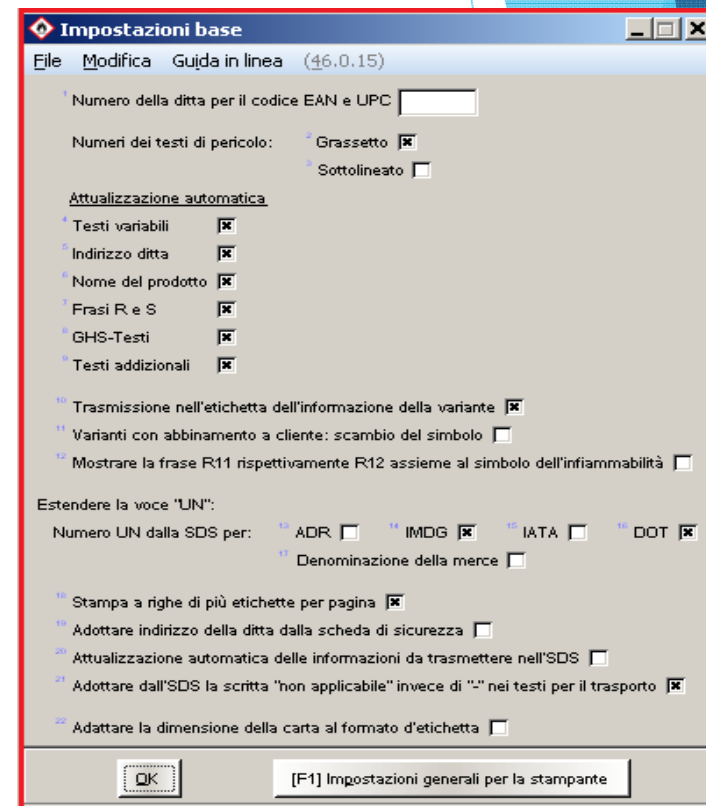 Impostazioni base
File Modifica Guida in linea (46.0.15)
1 Numero della ditta per il codice EAN e UPC
Numeri dei testi di pericolo: 2 Grassetto
3 Sottolineato
Attualizzazione automatica
4 Testi variabili
5 Indirizzo ditta
6 Nome del prodotto
7 Frasi R e S
8 GHS-Testi
9 Testi addizionali
10 Trasmissione nell'etichetta dell'informazione della variante
11 Varianti con abbinamento a cliente: scambio del simbolo
12 Mostrare la frase R11 rispettivamente R12 assieme al simbolo dell'infiammabilità
Estendere la voce "UN":
Numero UN dalla SDS per: 13 ADR 14 IMDG 15 IATA 16 DOT
17 Denominazione della merce
18 Stampa a righe di più etichette per pagina
19 Adottare indirizzo della ditta dalla scheda di sicurezza
20 Attualizzazione automatica delle informazioni da trasmettere nell'SDS
21 Adottare dall'SDS la scritta "non applicabile" invece di "-" nei testi per il trasporto
22 Adattare la dimensione della carta al formato d'etichetta
OK [F1] Impostazioni generali per la stampante